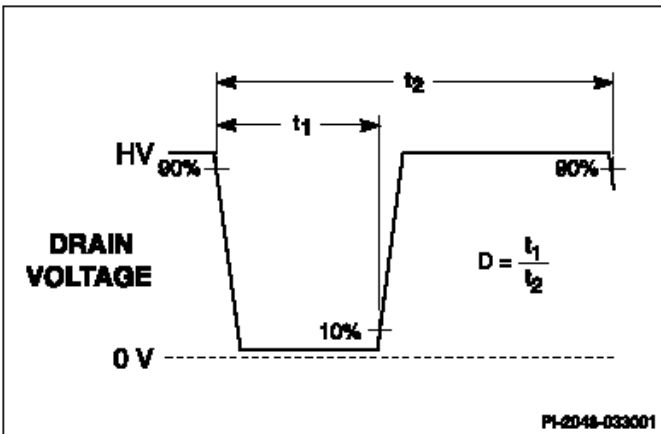 t2
t1
HV
90%
90%
DRAIN
VOLTAGE
D = t1
t2
10%
0 V
PI-2048-033001